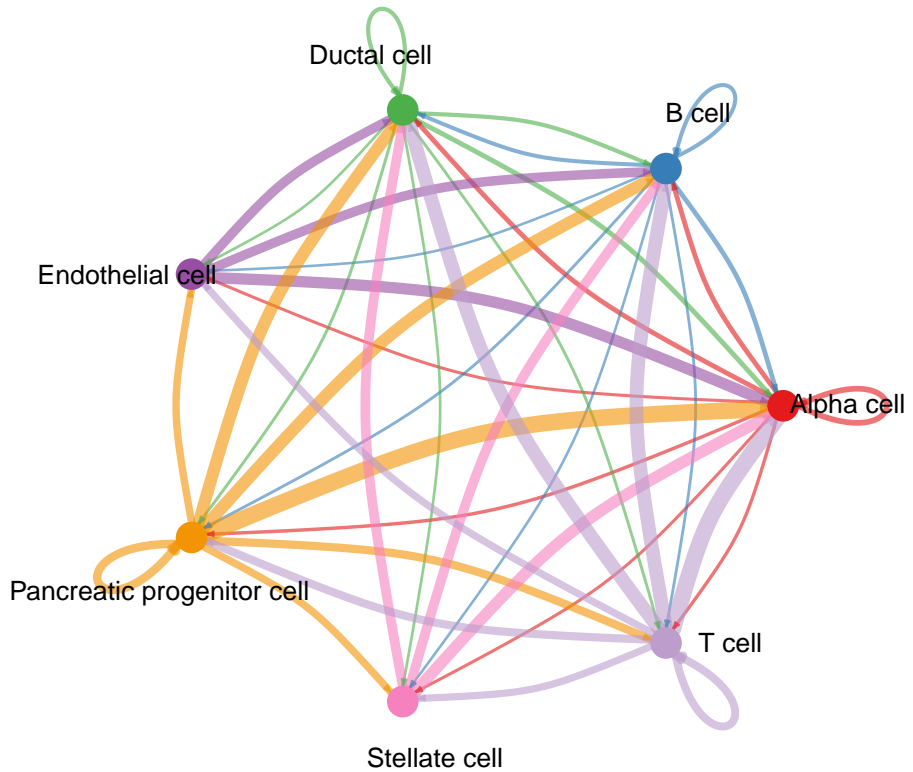 Ductal cell
B cell
Endothelial cell
Alpha cell
Pancreatic progenitor cell
T cell
Stellate cell